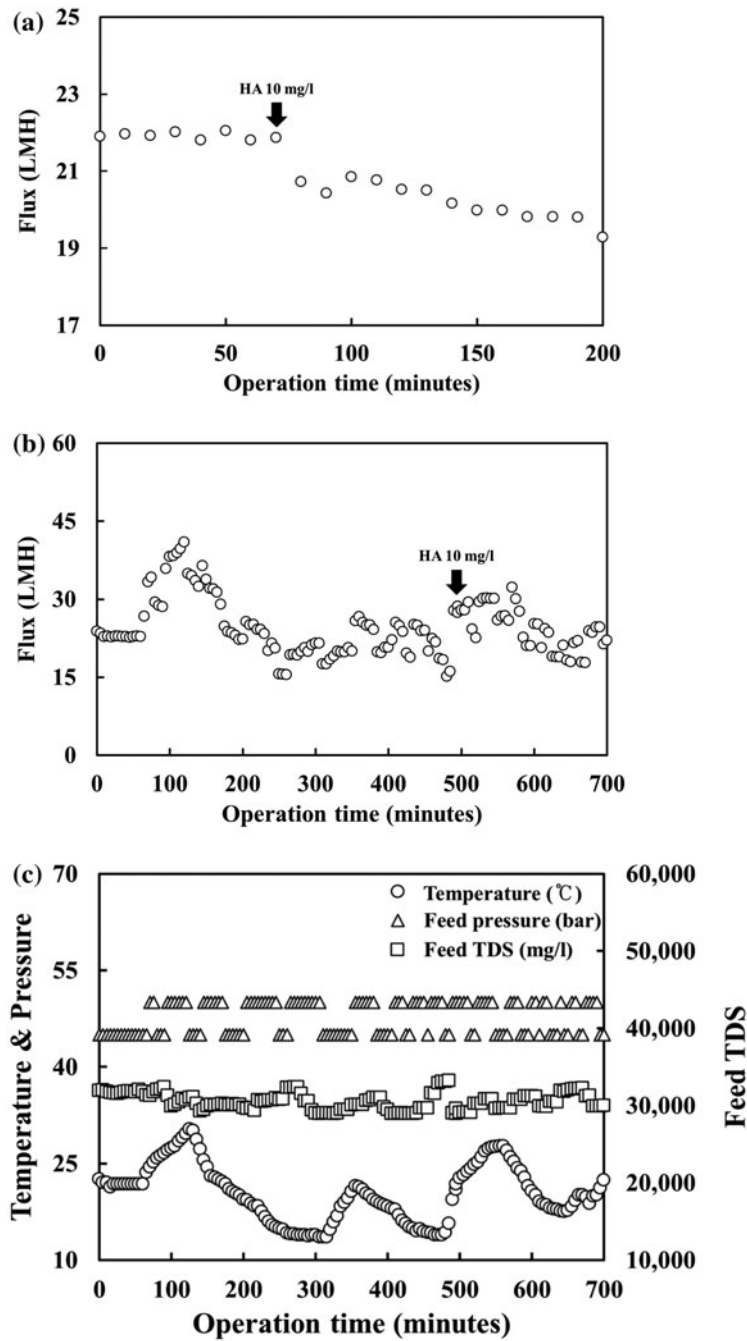 (a)
25
23
21
19
17
Flux (LMH)
HA 10 mg/l
0 50 100 150 200
Operation time (minutes)
(b)
60
45
30
15
0
Flux (LMH)
HA 10 mg/l
0 100 200 300 400 500 600 700
Operation time (minutes)
(c)
70
55
40
25
10
Temperature & Pressure
Temperature (℃)
Feed pressure (bar)
Feed TDS (mg/l)
60,000
50,000
40,000
30,000
20,000
10,000
Feed TDS
0 100 200 300 400 500 600 700
Operation time (minutes)